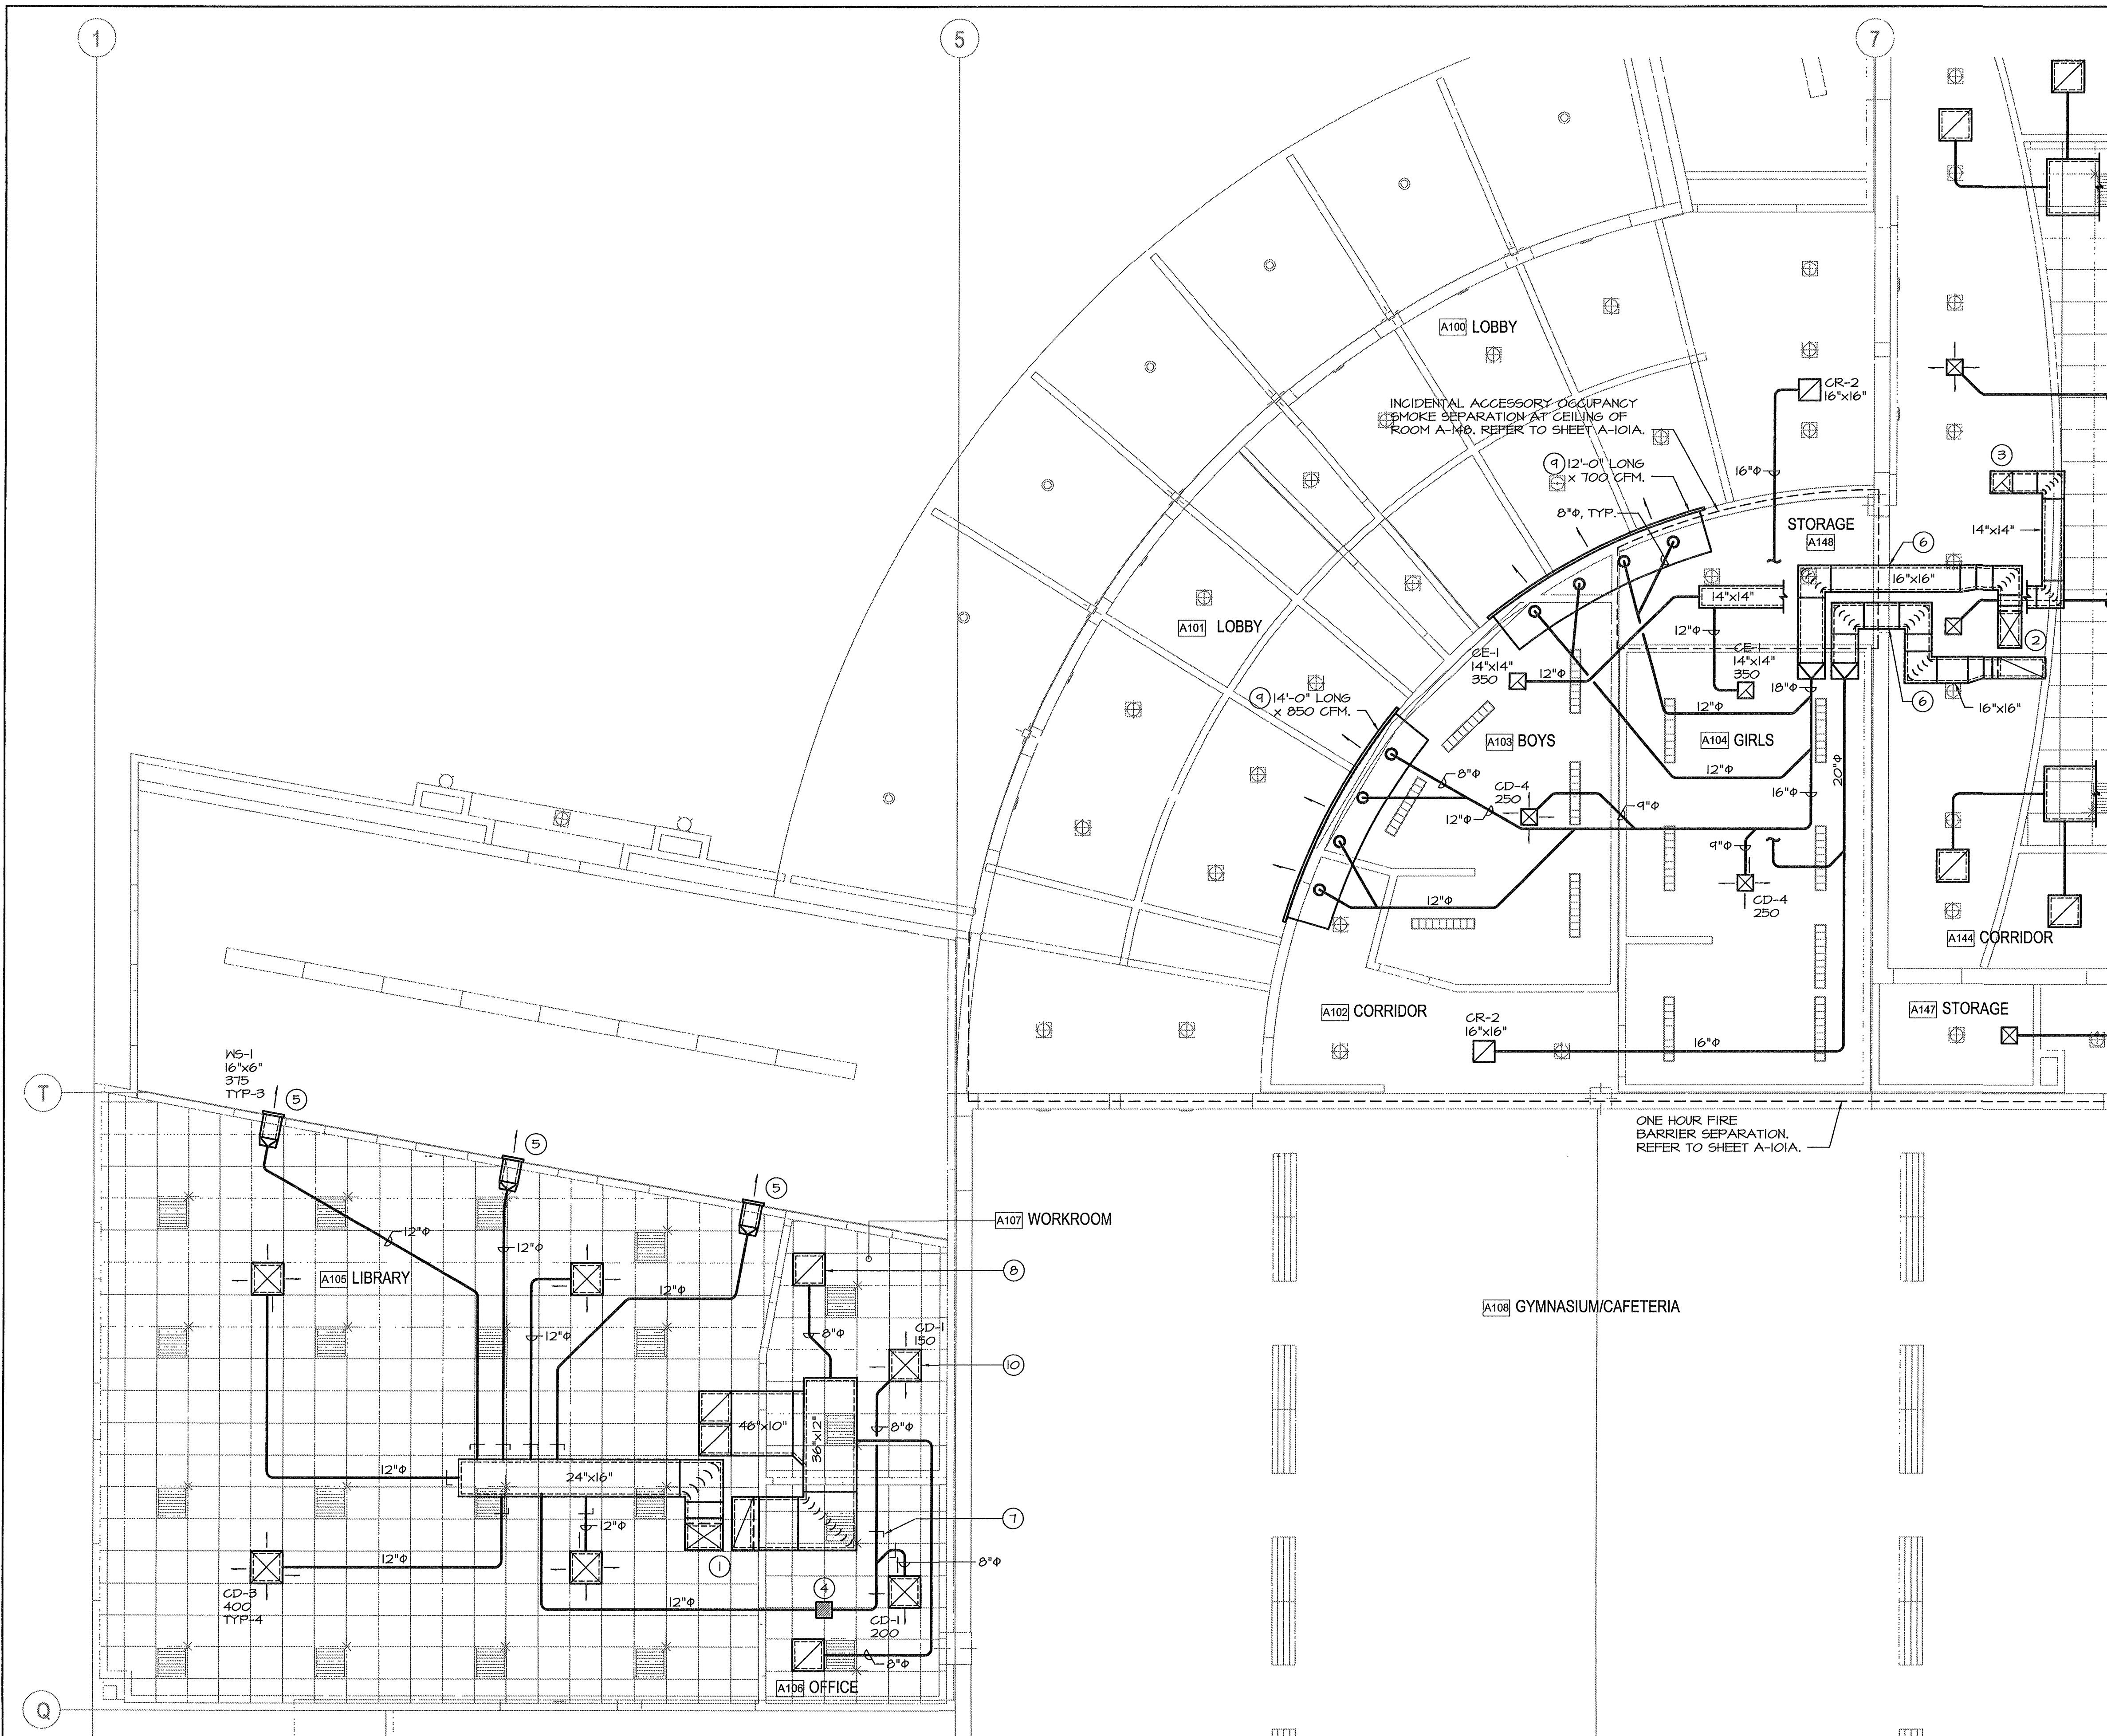 1
5
7
A100 LOBBY
CR-2
16"x16"
INCIDENTAL ACCESSORY OCCUPANCY
SMOKE SEPARATION AT CEILING OF
ROOM A-148. REFER TO SHEET A-101A.
3
9 12'-0" LONG
x 700 CFM.
16"Φ
8"Φ, TYP.
STORAGE
A148
14"x14"
6
16"x16"
14"x14"
A101 LOBBY
12"Φ
2
CE-1
14"x14"
350
CE-1
14"x14"
350
12"Φ
18"Φ
9 14'-0" LONG
x 850 CFM.
12"Φ
6
16"x16"
A103 BOYS
A104 GIRLS
8"Φ
12"Φ
20"Φ
CD-4
250
16"Φ
9"Φ
12"Φ
9"Φ
12"Φ
CD-4
250
A144 CORRIDOR
A102 CORRIDOR
CR-2
16"x16"
A147 STORAGE
16"Φ
WS-1
16"x6"
375
TYP-3
T
5
5
5
ONE HOUR FIRE
BARRIER SEPARATION.
REFER TO SHEET A-101A.
A107 WORKROOM
12"Φ
12"Φ
A105 LIBRARY
8
12"Φ
A108 GYMNASIUM/CAFETERIA
12"Φ
8"Φ
CD-1
150
10
46"x10"
36"x12"
8"Φ
12"Φ
24"x16"
12"Φ
7
12"Φ
1
8"Φ
CD-3
400
TYP-4
4
12"Φ
CD-1
200
8"Φ
A106 OFFICE
Q